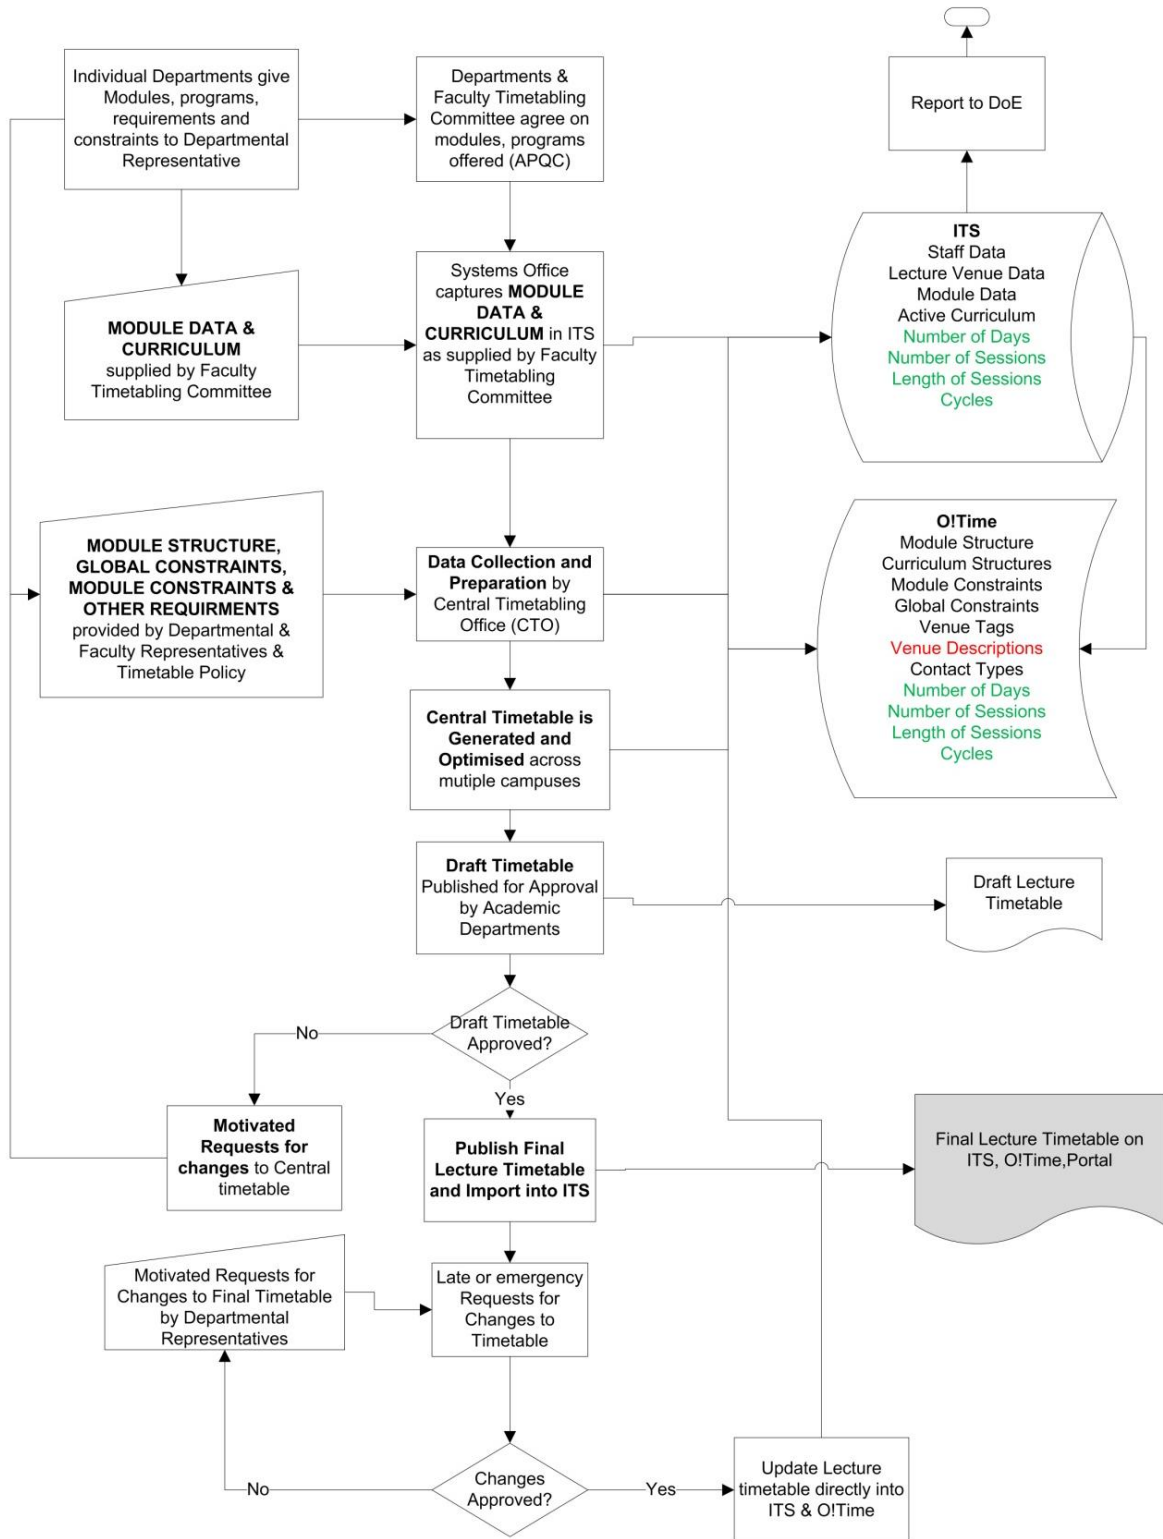 Individual Departments give
Modules, programs,
requirements and
constraints to Departmental
Representative
Departments &
Faculty Timetabling
Committee agree on
modules, programs
offered (APQC)
Report to DoE
MODULE DATA &
CURRICULUM
supplied by Faculty
Timetabling Committee
Systems Office
captures MODULE
DATA &
CURRICULUM in ITS
as supplied by Faculty
Timetabling
Committee
ITS
Staff Data
Lecture Venue Data
Module Data
Active Curriculum
Number of Days
Number of Sessions
Length of Sessions
Cycles
MODULE STRUCTURE,
GLOBAL CONSTRAINTS,
MODULE CONSTRAINTS &
OTHER REQUIRMENTS
provided by Departmental &
Faculty Representatives &
Timetable Policy
Data Collection and
Preparation by
Central Timetabling
Office (CTO)
O!Time
Module Structure
Curriculum Structures
Module Constraints
Global Constraints
Venue Tags
Venue Descriptions
Contact Types
Number of Days
Number of Sessions
Length of Sessions
Cycles
Central Timetable is
Generated and
Optimised across
mutiple campuses
Draft Timetable
Published for Approval
by Academic
Departments
Draft Lecture
Timetable
Draft Timetable
Approved?
No
Yes
Motivated
Requests for
changes to Central
timetable
Publish Final
Lecture Timetable
and Import into ITS
Final Lecture Timetable on
ITS, O!Time,Portal
Motivated Requests for
Changes to Final Timetable
by Departmental
Representatives
Late or emergency
Requests for
Changes to
Timetable
Changes
Approved?
No
Yes
Update Lecture
timetable directly into
ITS & O!Time